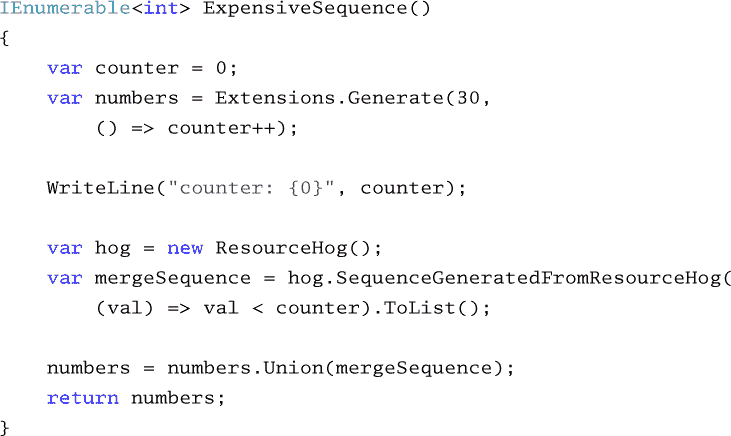 IEnumerable<int> ExpensiveSequence()
{
    var counter = 0;
    var numbers = Extensions.Generate(30,
        () => counter++);

    WriteLine("counter: {0}", counter);

    var hog = new ResourceHog();
    var mergeSequence = hog.SequenceGeneratedFromResourceHog(
        (val) => val < counter).ToList();

    numbers = numbers.Union(mergeSequence);
    return numbers;
}